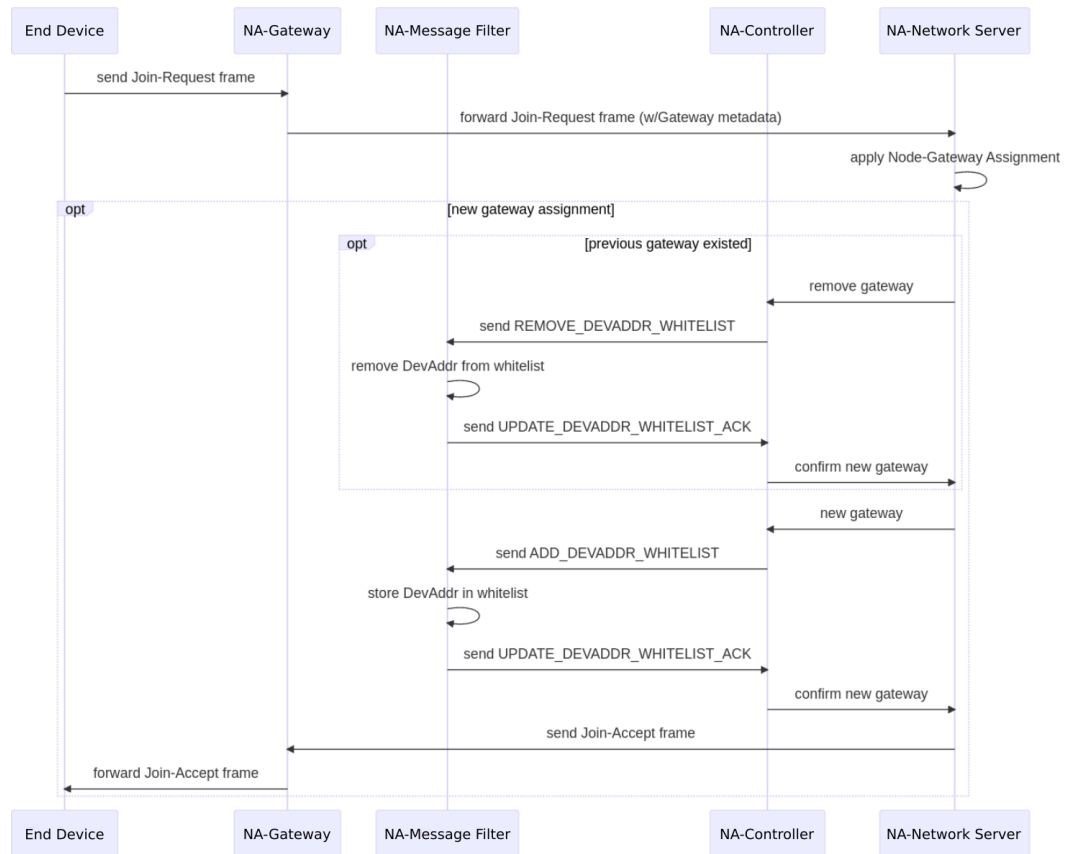 End Device
NA-Gateway
NA-Message Filter
NA-Controller
NA-Network Server
send Join-Request frame
forward Join-Request frame (w/Gateway metadata)
apply Node-Gateway Assignment
opt
[new gateway assignment]
opt
[previous gateway existed]
remove gateway
send REMOVE_DEVADDR_WHITELIST
remove DevAddr from whitelist
send UPDATE_DEVADDR_WHITELIST_ACK
confirm new gateway
new gateway
send ADD_DEVADDR_WHITELIST
store DevAddr in whitelist
send UPDATE_DEVADDR_WHITELIST_ACK
confirm new gateway
send Join-Accept frame
forward Join-Accept frame
End Device
NA-Gateway
NA-Message Filter
NA-Controller
NA-Network Server